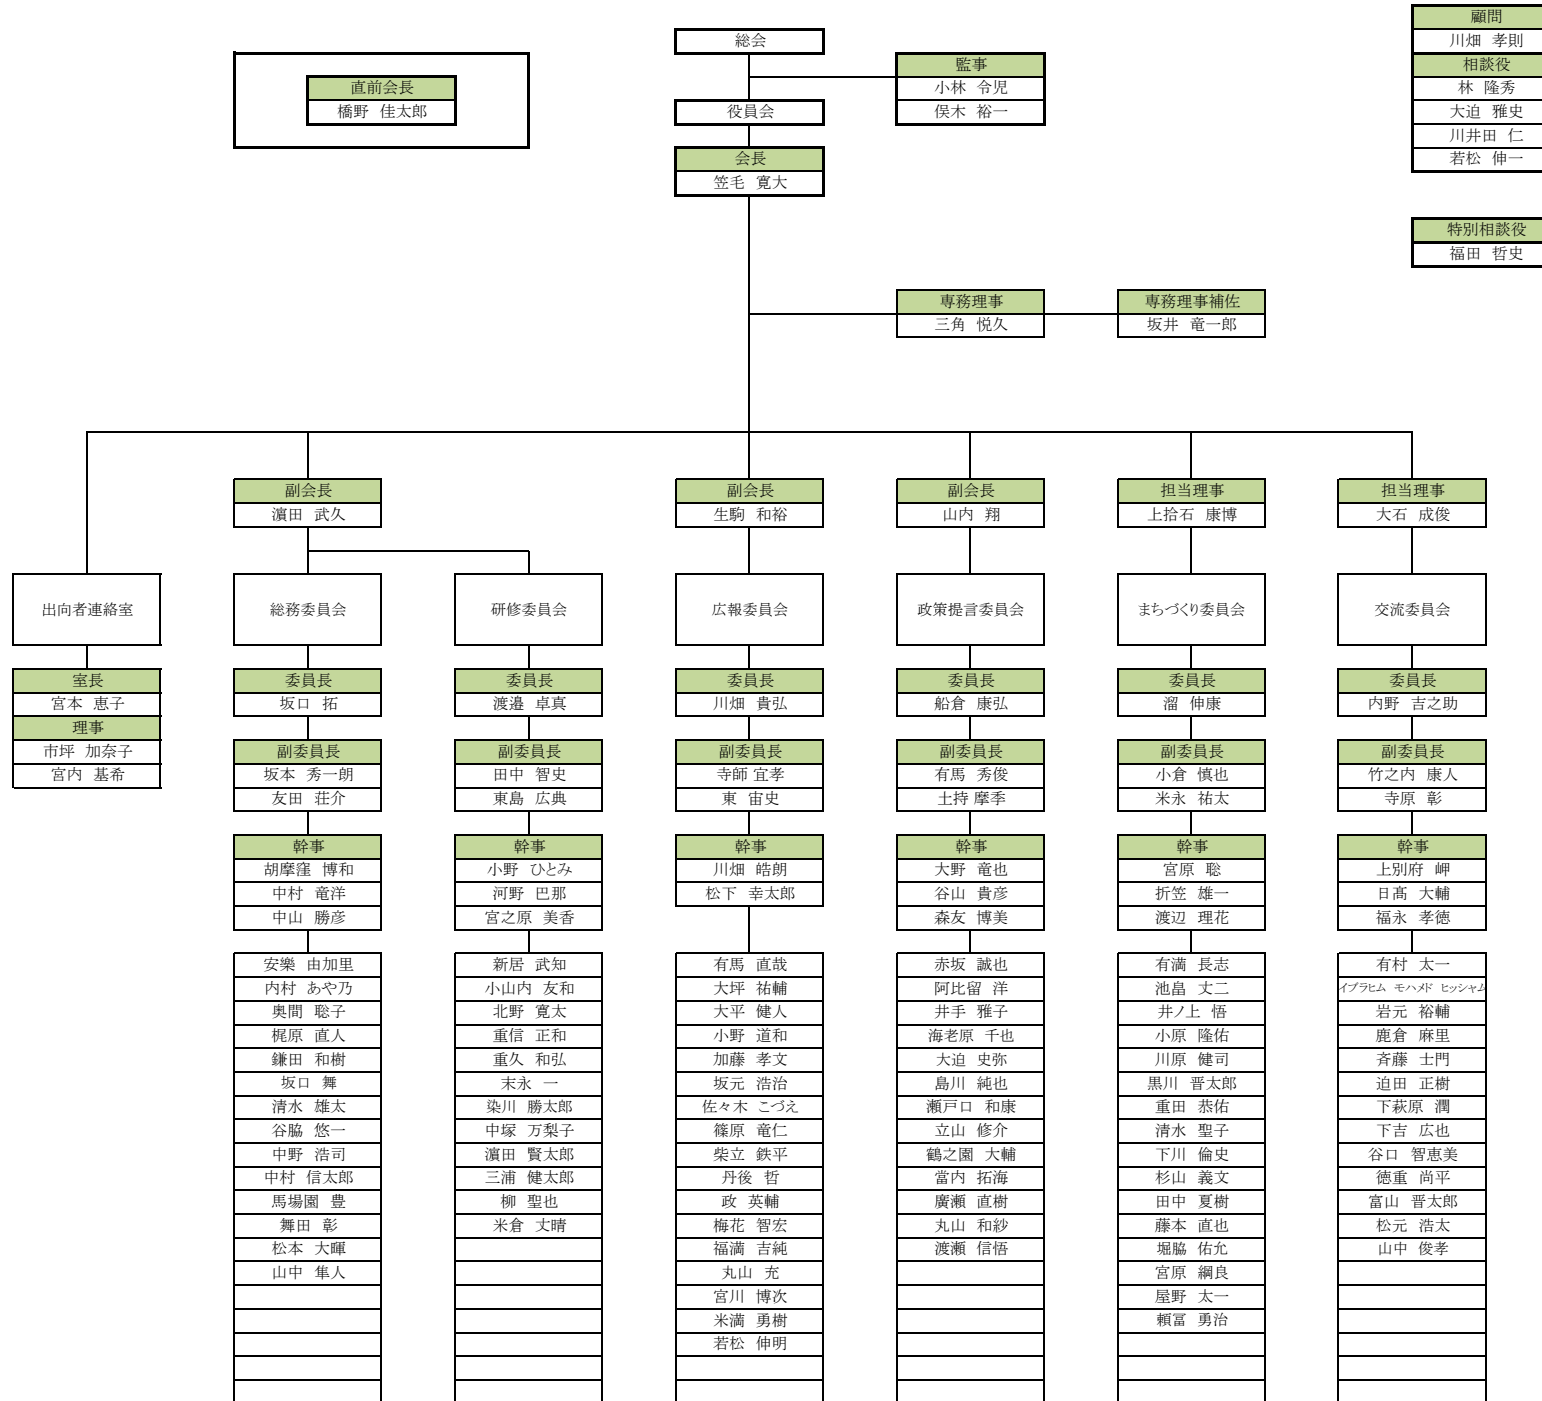 総会
直前会長
橋野 佳太郎
監事
小林 令児
俣木 裕一
役員会
会長
笠毛 寛大
顧問
川畑 孝則
相談役
林 隆秀
大迫 雅史
川井田 仁
若松 伸一
特別相談役
福田 哲史
専務理事
三角 悦久
専務理事補佐
坂井 竜一郎
出向者連絡室
室長
宮本 恵子
理事
市坪 加奈子
宮内 基希
副会長
濵田 武久
総務委員会
委員長
坂口 拓
副委員長
坂本 秀一朗
友田 荘介
幹事
胡摩窪 博和
中村 竜洋
中山 勝彦
安樂 由加里
内村 あや乃
奥間 聡子
梶原 直人
鎌田 和樹
坂口 舞
清水 雄太
谷脇 悠一
中野 浩司
中村 信太郎
馬場園 豊
舞田 彰
松本 大暉
山中 隼人
研修委員会
委員長
渡邉 卓真
副委員長
田中 智史
東島 広典
幹事
小野 ひとみ
河野 巴那
宮之原 美香
新居 武知
小山内 友和
北野 寛太
重信 正和
重久 和弘
末永 一
染川 勝太郎
中塚 万梨子
濵田 賢太郎
三浦 健太郎
柳 聖也
米倉 丈晴
副会長
生駒 和裕
広報委員会
委員長
川畑 貴弘
副委員長
寺師 宜孝
東 宙史
幹事
川畑 皓朗
松下 幸太郎
有馬 直哉
大坪 祐輔
大平 健人
小野 道和
加藤 孝文
坂元 浩治
佐々木 こづえ
篠原 竜仁
柴立 鉄平
丹後 哲
政 英輔
梅花 智宏
福満 吉純
丸山 充
宮川 博次
米満 勇樹
若松 伸明
副会長
山内 翔
政策提言委員会
委員長
船倉 康弘
副委員長
有馬 秀俊
土持 摩季
幹事
大野 竜也
谷山 貴彦
森友 博美
赤坂 誠也
阿比留 洋
井手 雅子
海老原 千也
大迫 史弥
島川 純也
瀬戸口 和康
立山 修介
鶴之園 大輔
當内 拓海
廣瀬 直樹
丸山 和紗
渡瀬 信悟
担当理事
上拾石 康博
まちづくり委員会
委員長
溜 伸康
副委員長
小倉 慎也
米永 祐太
幹事
宮原 聡
折笠 雄一
渡辺 理花
有満 長志
池畠 丈二
井ノ上 悟
小原 隆佑
川原 健司
黒川 晋太郎
重田 恭佑
清水 聖子
下川 倫史
杉山 義文
田中 夏樹
藤本 直也
堀脇 佑允
宮原 綱良
屋野 太一
頼冨 勇治
担当理事
大石 成俊
交流委員会
委員長
内野 吉之助
副委員長
竹之内 康人
寺原 彰
幹事
上別府 岬
日髙 大輔
福永 孝徳
有村 太一
イブラヒム モハメド ヒッシャム
岩元 裕輔
鹿倉 麻里
斉藤 士門
迫田 正樹
下萩原 潤
下吉 広也
谷口 智恵美
徳重 尚平
富山 晋太郎
松元 浩太
山中 俊孝